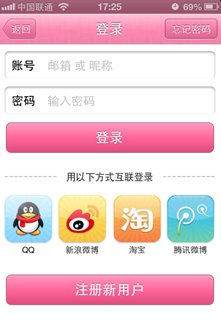 中国联通 17:25 69%
返回 登录 忘记密码
账号 邮箱 或 昵称
密码 输入密码
登录
用以下方式互联登录
淘
QQ 新浪微博 淘宝 腾讯微博
注册新用户